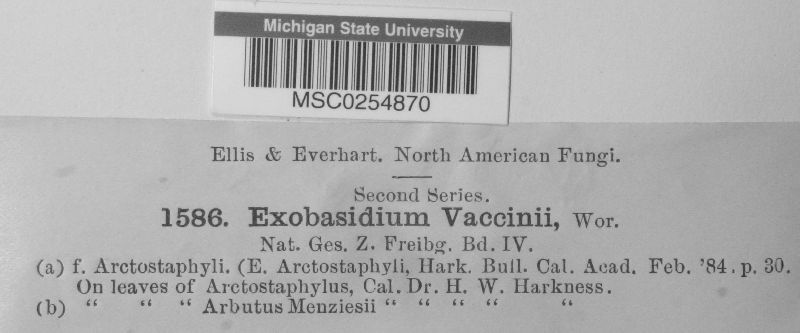 Michigan State University
MSC0254870
Ellis & Everhart. North American Fungi.
Second Series.
1586. Exobasidium Vaccinii, Wor.
Nat. Ges. Z. Freibg. Bd. IV.
(a) f. Arctostaphyli. (E. Arctostaphyli, Hark. Bull. Cal. Acad. Feb. '84. p. 30.
On leaves of Arctostaphylus, Cal. Dr. H. W. Harkness.
(b) “ “ “ Arbutus Menziesii “ “ “ “ “